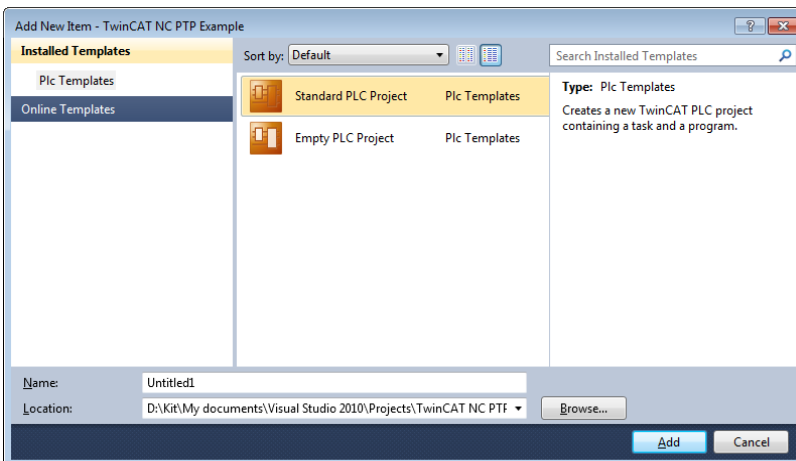 Add New Item - TwinCAT NC PTP Example
Installed Templates
Plc Templates
Online Templates
Sort by: Default
Search Installed Templates
Standard PLC Project Plc Templates
Empty PLC Project Plc Templates
Type: Plc Templates
Creates a new TwinCAT PLC project
containing a task and a program.
Name: Untitled1
Location: D:\Kit\My documents\Visual Studio 2010\Projects\TwinCAT NC PTF
Browse...
Add Cancel